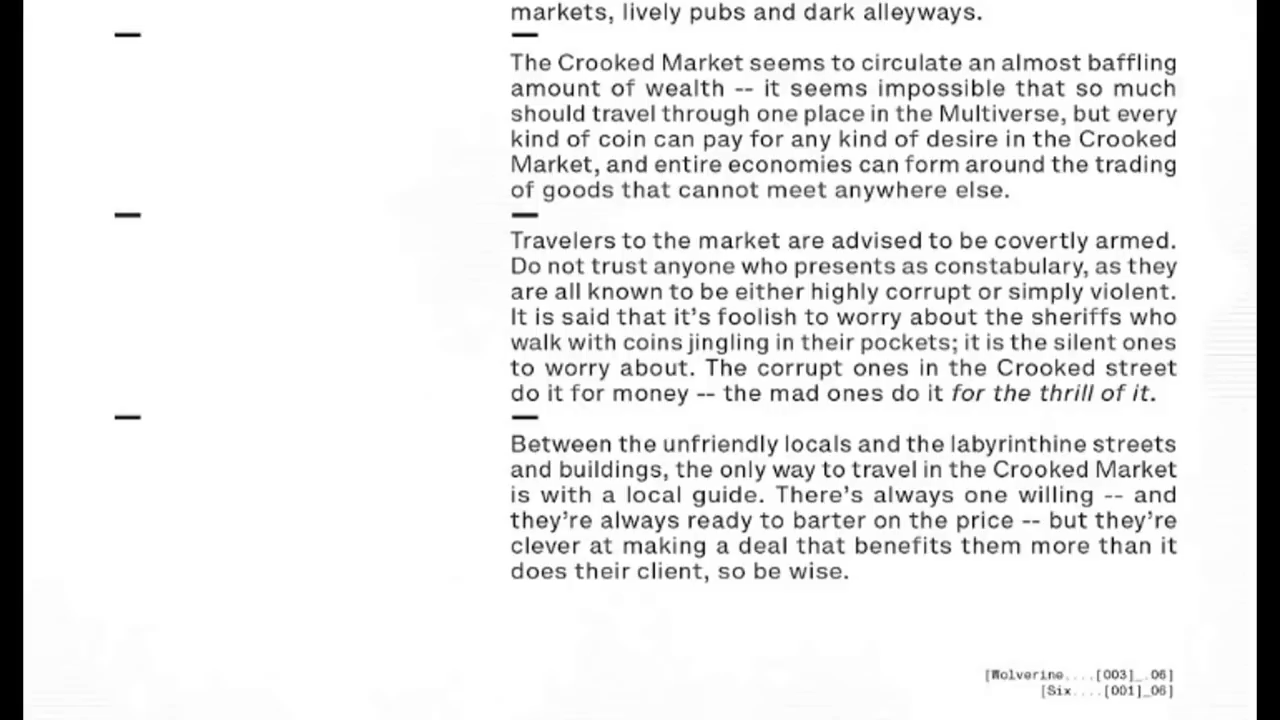 markets, lively pubs and dark alleyways.
The Crooked Market seems to circulate an almost baffling
amount of wealth -- it seems impossible that so much
should travel through one place in the Multiverse, but every
kind of coin can pay for any kind of desire in the Crooked
Market, and entire economies can form around the trading
of goods that cannot meet anywhere else.
Travelers to the market are advised to be covertly armed.
Do not trust anyone who presents as constabulary, as they
are all known to be either highly corrupt or simply violent.
It is said that it's foolish to worry about the sheriffs who
walk with coins jingling in their pockets; it is the silent ones
to worry about. The corrupt ones in the Crooked street
do it for money -- the mad ones do it for the thrill of it.
Between the unfriendly locals and the labyrinthine streets
and buildings, the only way to travel in the Crooked Market
is with a local guide. There's always one willing -- and
they're always ready to barter on the price -- but they're
clever at making a deal that benefits them more than it
does their client, so be wise.
[Wolverine....[003]_.06]
[Six....[001]_06]